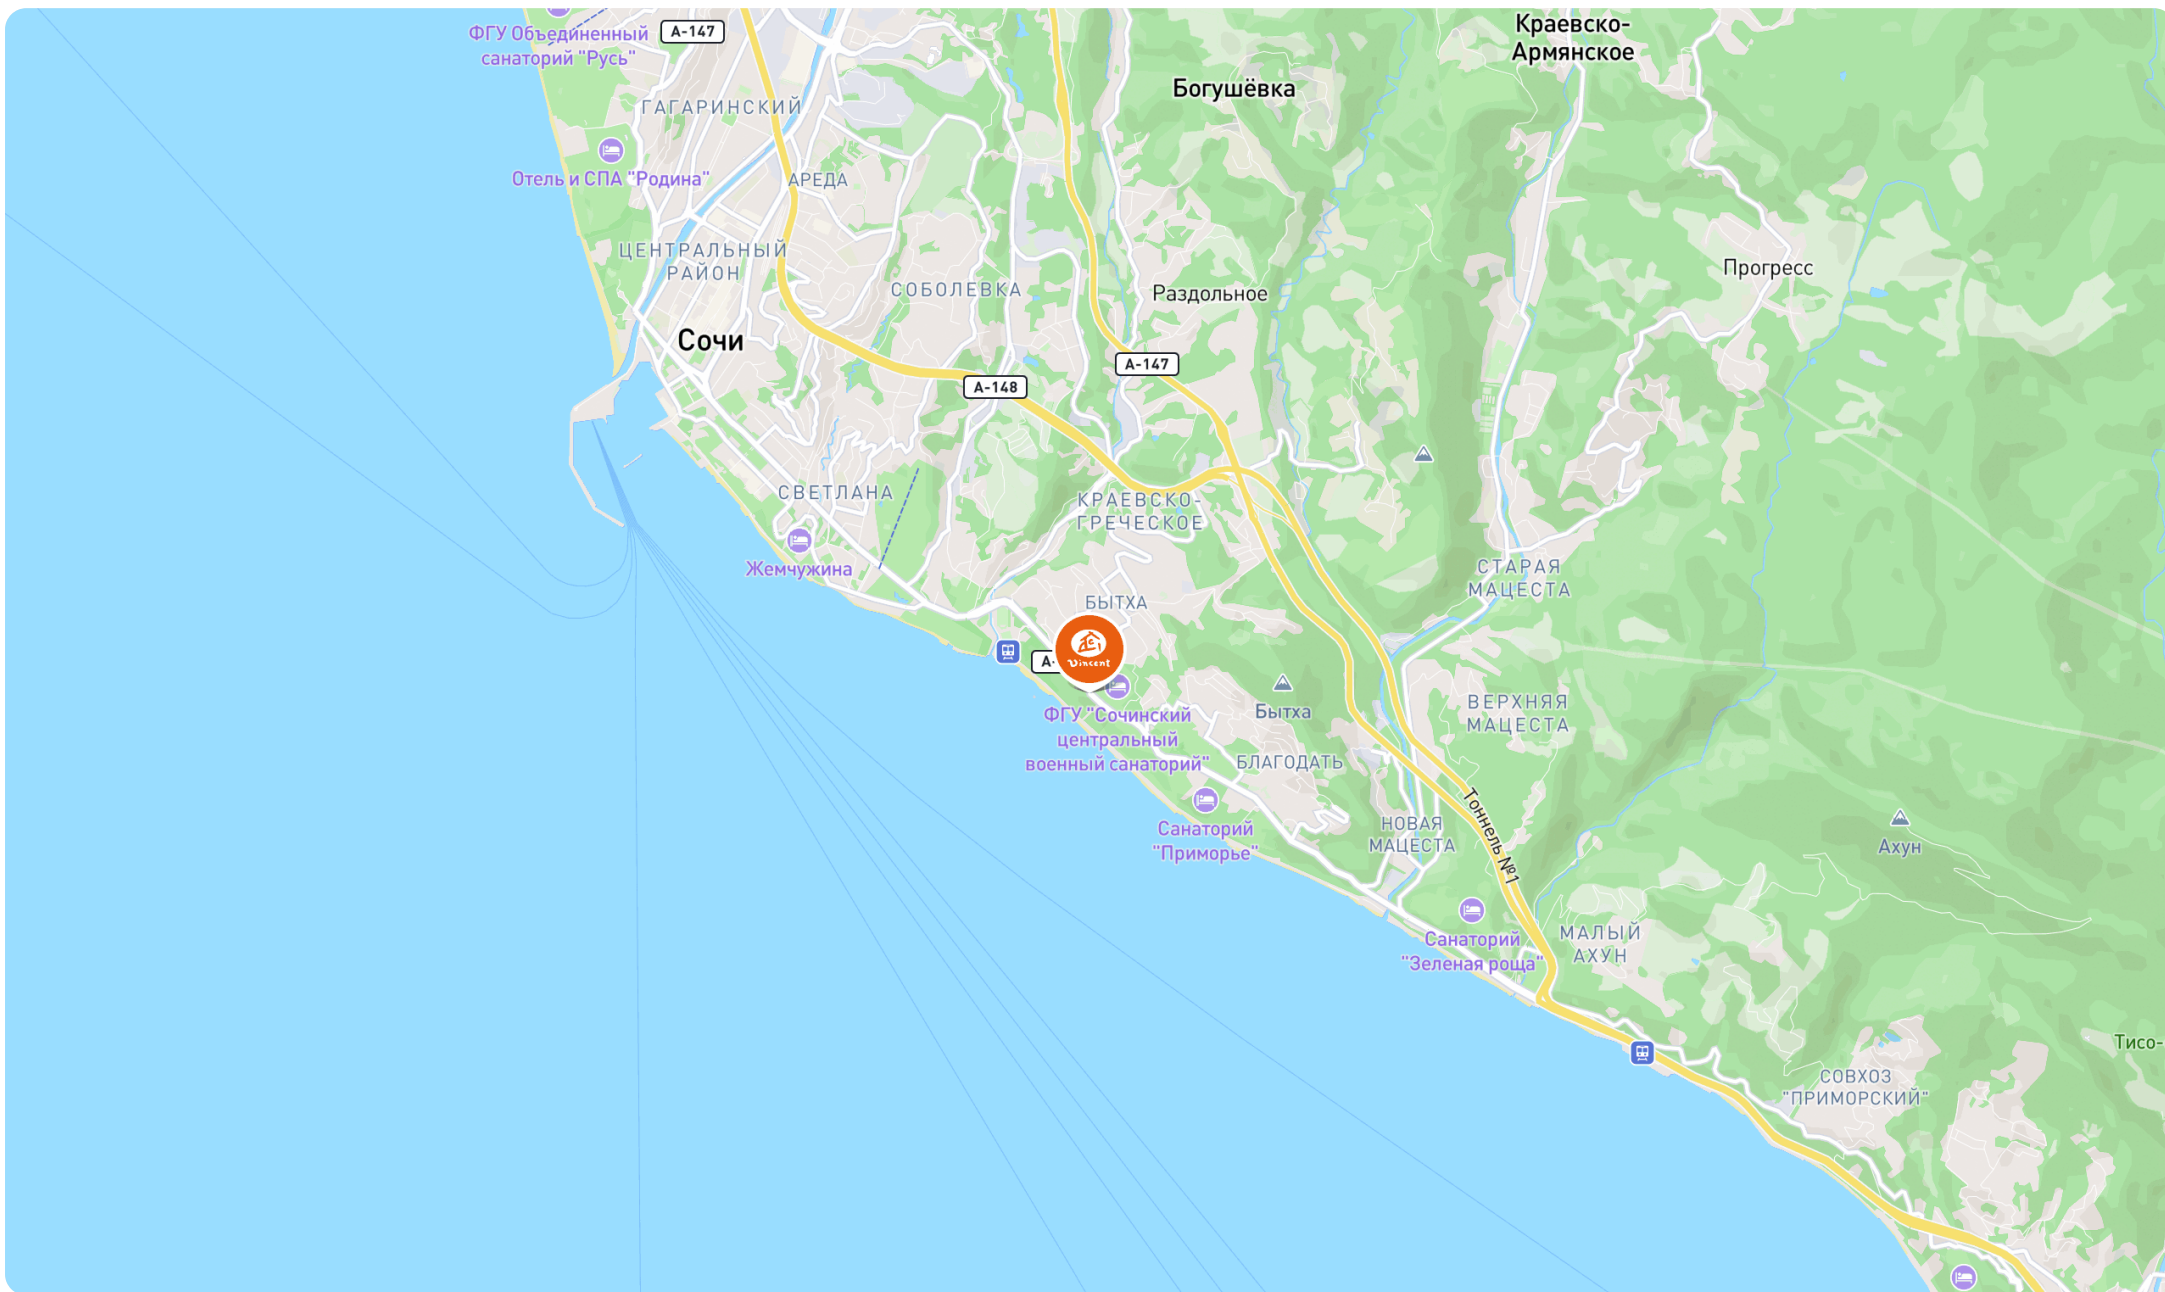 Краевско-
Армянское
ФГУ Объединенный
санаторий "Русь"
А-147
Богушёвка
ГАГАРИНСКИЙ
Отель и СПА "Родина"
АРЕДА
ЦЕНТРАЛЬНЫЙ
РАЙОН
СОБОЛЕВКА
Раздольное
Прогресс
Сочи
А-147
А-148
СВЕТЛАНА
КРАЕВСКО-
ГРЕЧЕСКОЕ
Жемчужина
СТАРАЯ
МАЦЕСТА
БЫТХА
А-
Vincent
ФГУ "Сочинский
центральный
военный санаторий"
Бытха
ВЕРХНЯЯ
МАЦЕСТА
БЛАГОДАТЬ
Санаторий
"Приморье"
НОВАЯ
МАЦЕСТА
Тоннель №1
Ахун
Санаторий
"Зеленая роща"
МАЛЫЙ
АХУН
Тисо-
СОВХОЗ
"ПРИМОРСКИЙ"